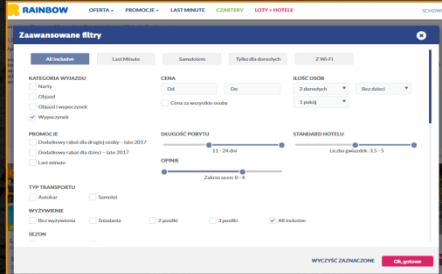 RAINBOW OFERTA PROMOCJE LAST MINUTE CZARTERY LOTY + HOTELE
Zaawansowane filtry
All Inclusive Last Minute Samolotem Tylko dla dorosłych Z Wi-Fi
KATEGORIA WYJAZDU CENA ILOŚĆ OSÓB
Narty Od Do 2 dorosłych Bez dzieci
Objazd
Objazd i wypoczynek Cena za wszystkie osoby 1 pokój
Wypoczynek
PROMOCJE DŁUGOŚĆ POBYTU STANDARD HOTELU
Dodatkowy rabat dla drugiej osoby - lato 2017
Dodatkowy rabat dla dzieci - lato 2017 11 - 24 dni Liczba gwiazdek: 3,5 - 5
Last minute OPINIE
Zakres ocen: 0 - 4
TYP TRANSPORTU
Autokar Samolot
WYŻYWIENIE
Bez wyżywienia Śniadania 2 posiłki 3 posiłki All inclusive
SEZON
WYCZYŚĆ ZAZNACZONE Ok, gotowe